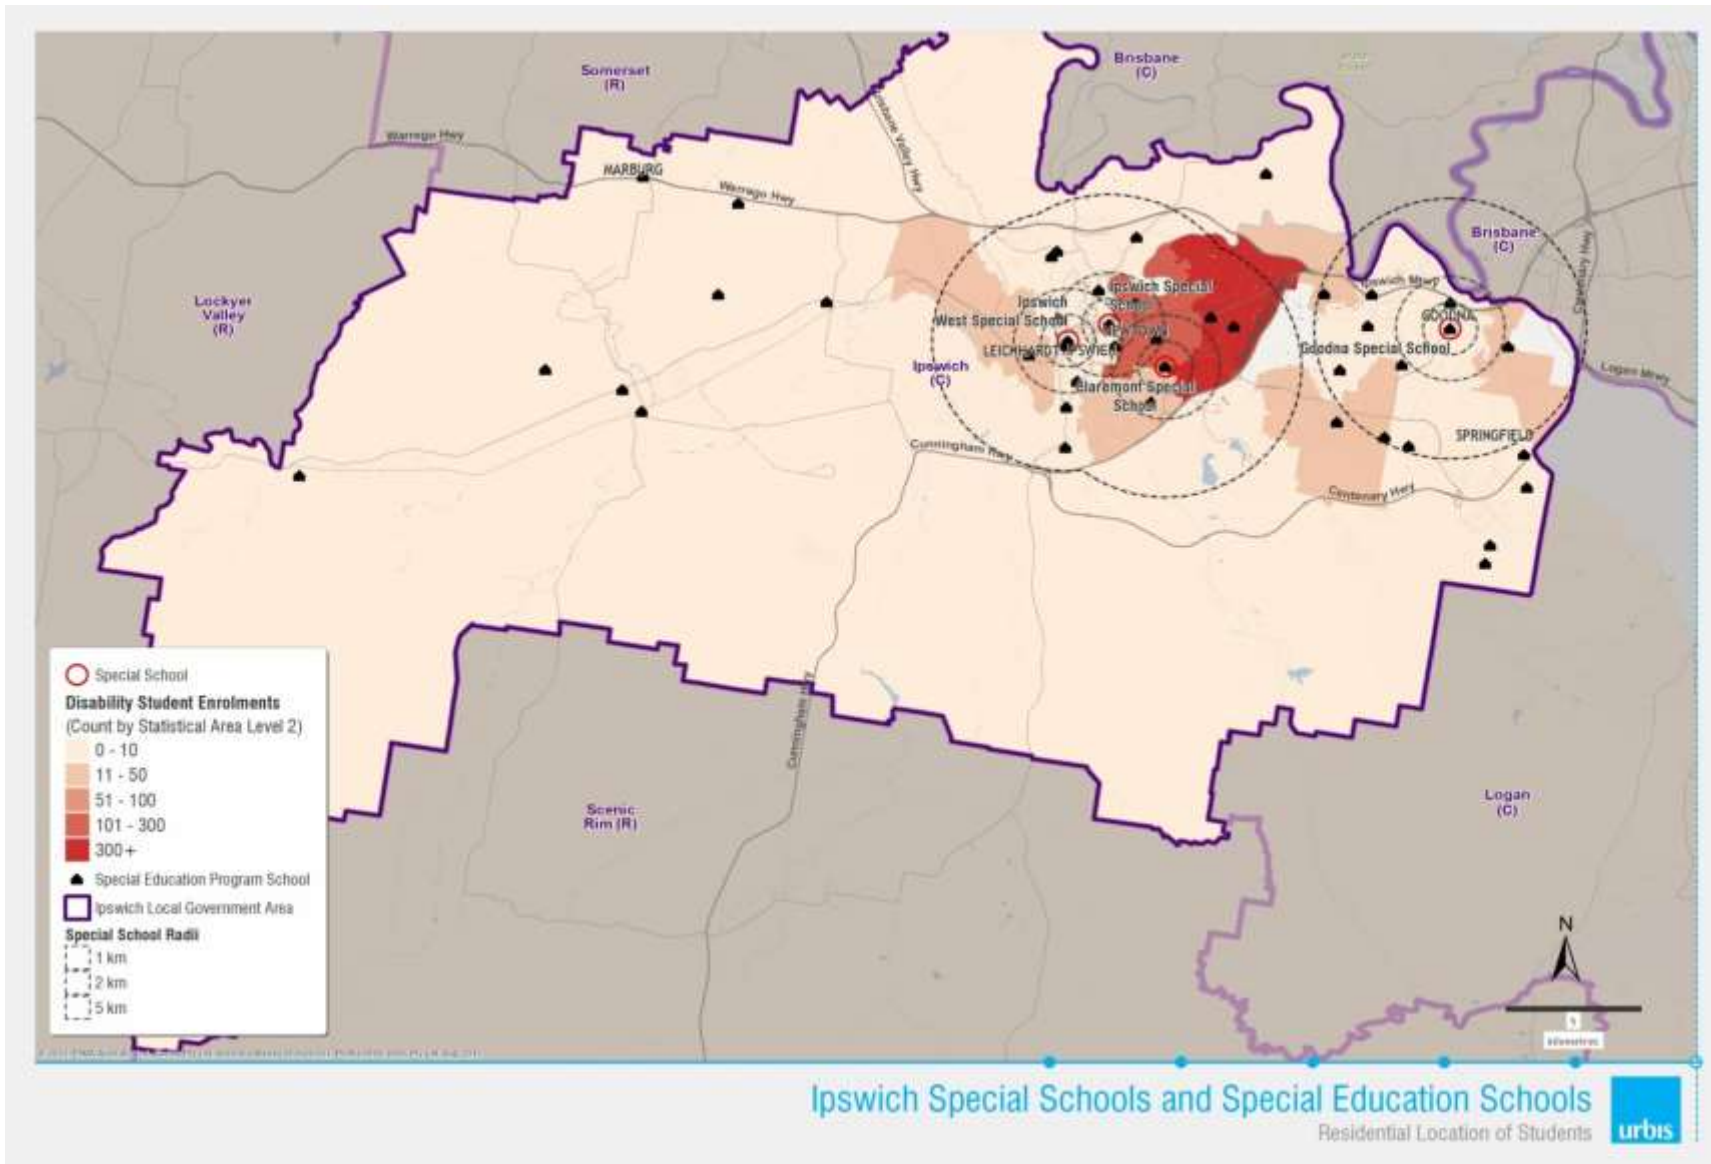 Somerset
(R)
Brisbane
(C)
Warrego Hwy
Brisbane Valley Hwy
MARBURG
Warrego Hwy
Brisbane
(C)
Centenary Hwy
Lockyer
Valley
(R)
Ipswich Mtwy
Ipswich Special
School
Ipswich
West Special School
NEWTOWN
GOODNA
LEICHHARDT
IPSWICH
Goodna Special School
Ipswich
(C)
Logan Mtwy
Claremont Special
School
SPRINGFIELD
Cunningham Hwy
Centenary Hwy
Cunningham Hwy
Scenic
Rim (R)
Logan
(C)
Special School
Disability Student Enrolments
(Count by Statistical Area Level 2)
0 - 10
11 - 50
51 - 100
101 - 300
300+
Special Education Program School
Ipswich Local Government Area
Special School Radii
1 km
2 km
5 km
N
kilometres
Ipswich Special Schools and Special Education Schools
Residential Location of Students
urbis